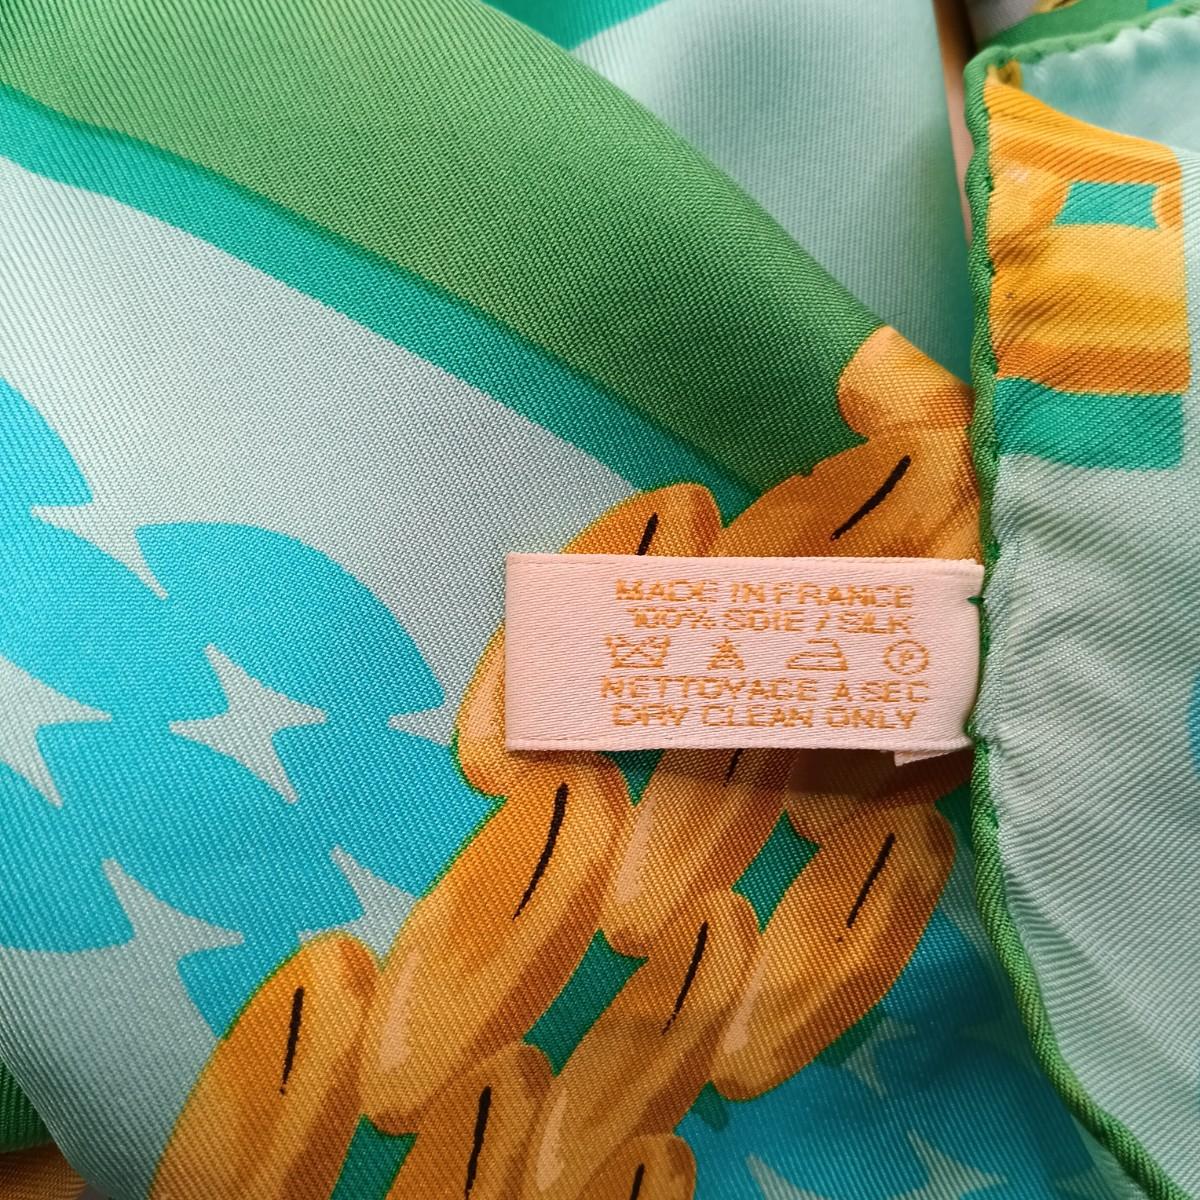 MADE IN FRANCE
100% SOIE / SILK
P
NETTOYAGE A SEC
DRY CLEAN ONLY